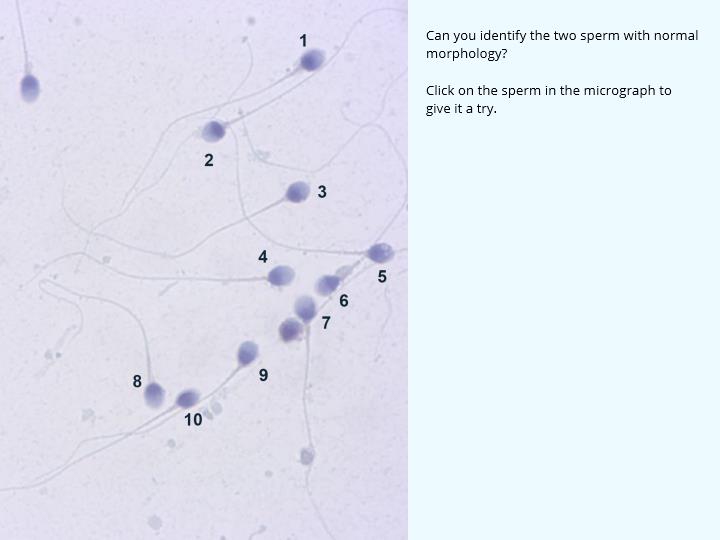 Can you identify the two sperm with normal
morphology?
Click on the sperm in the micrograph to
give it a try.
1
2
3
4
5
6
7
8
9
10